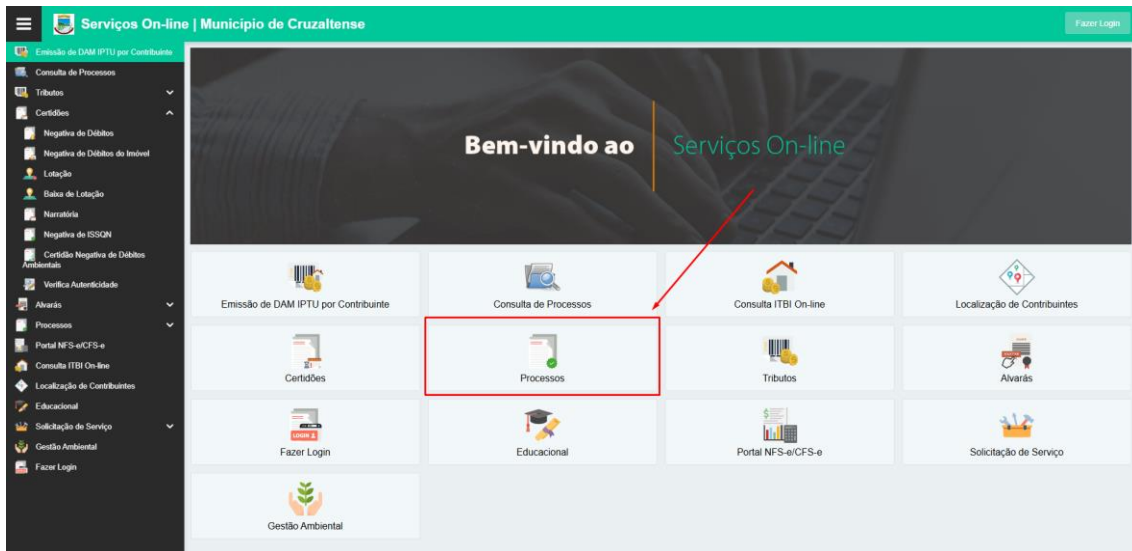 Serviços On-line | Municipio de Cruzaltense
Fazer Login
Emissão de DAM IPTU por Contribuinte
Consulta de Processos
Tributos
Certidões
Negativa de Débitos
Negativa de Débitos do Imóvel
Lotação
Baixa de Lotação
Narratória
Negativa de ISSQN
Certidão Negativa de Débitos
Ambientais
Verifica Autenticidade
Alvarás
Processos
Portal NFS-e/CFS-e
Consulta ITBI On-line
Localização de Contribuintes
Educacional
Solicitação de Serviço
Gestão Ambiental
Fazer Login
Bem-vindo ao
Serviços On-line
Emissão de DAM IPTU por Contribuinte
Consulta de Processos
Consulta ITBI On-line
Localização de Contribuintes
Certidões
Processos
Tributos
Alvarás
LOGIN
Fazer Login
Educacional
Portal NFS-e/CFS-e
Solicitação de Serviço
Gestão Ambiental